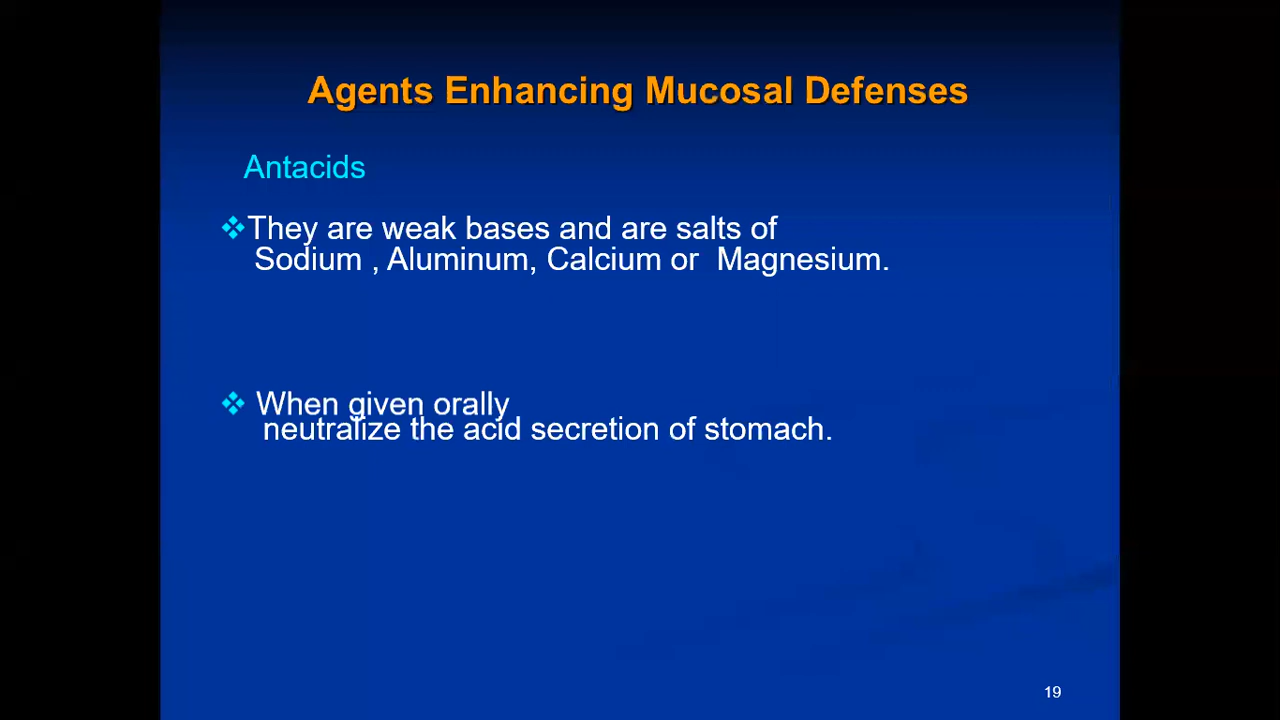 Agents Enhancing Mucosal Defenses
Antacids
❖They are weak bases and are salts of
Sodium , Aluminum, Calcium or  Magnesium.
❖ When given orally
neutralize the acid secretion of stomach.
19